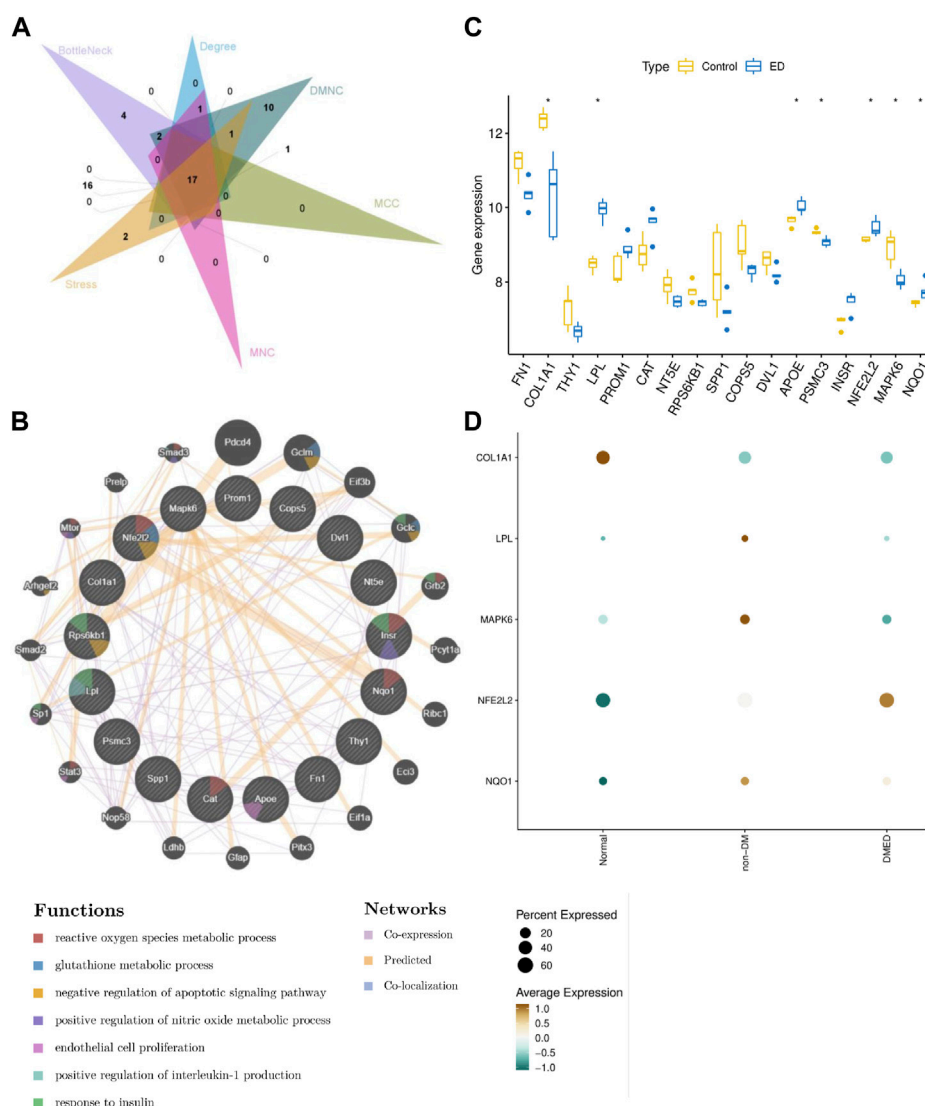 A
BottleNeck
Degree
DMNC
MCC
MNC
Stress
0
0
0
0
1
10
4
2
1
1
0
0
16
0
17
0
0
0
0
0
0
2
0
0
0
B
Pdcd4
Smad3
Gclm
Prelp
Eif3b
Prom1
Mapk6
Cops5
Mtor
Nfe2l2
Dvl1
Gclc
Arhgef2
Col1a1
Nt5e
Grb2
Smad2
Rps6kb1
Insr
Pcyt1a
Sp1
Lpl
Nqo1
Ribc1
Psmc3
Thy1
Stat3
Spp1
Fn1
Eci3
Cat
Apoe
Nop58
Eif1a
Ldhb
Gfap
Pitx3
Functions
reactive oxygen species metabolic process
glutathione metabolic process
negative regulation of apoptotic signaling pathway
positive regulation of nitric oxide metabolic process
endothelial cell proliferation
positive regulation of interleukin-1 production
response to insulin
Networks
Co-expression
Predicted
Co-localization
C
Type Control ED
* * * * * * *
Gene expression
12
10
8
FN1
COL1A1
THY1
LPL
PROM1
CAT
NT5E
RPS6KB1
SPP1
COPS5
DVL1
APOE
PSMC3
INSR
NFE2L2
MAPK6
NQO1
D
COL1A1
LPL
MAPK6
NFE2L2
NQO1
Normal
non-DM
DMED
Percent Expressed
20
40
60
Average Expression
1.0
0.5
0.0
−0.5
−1.0